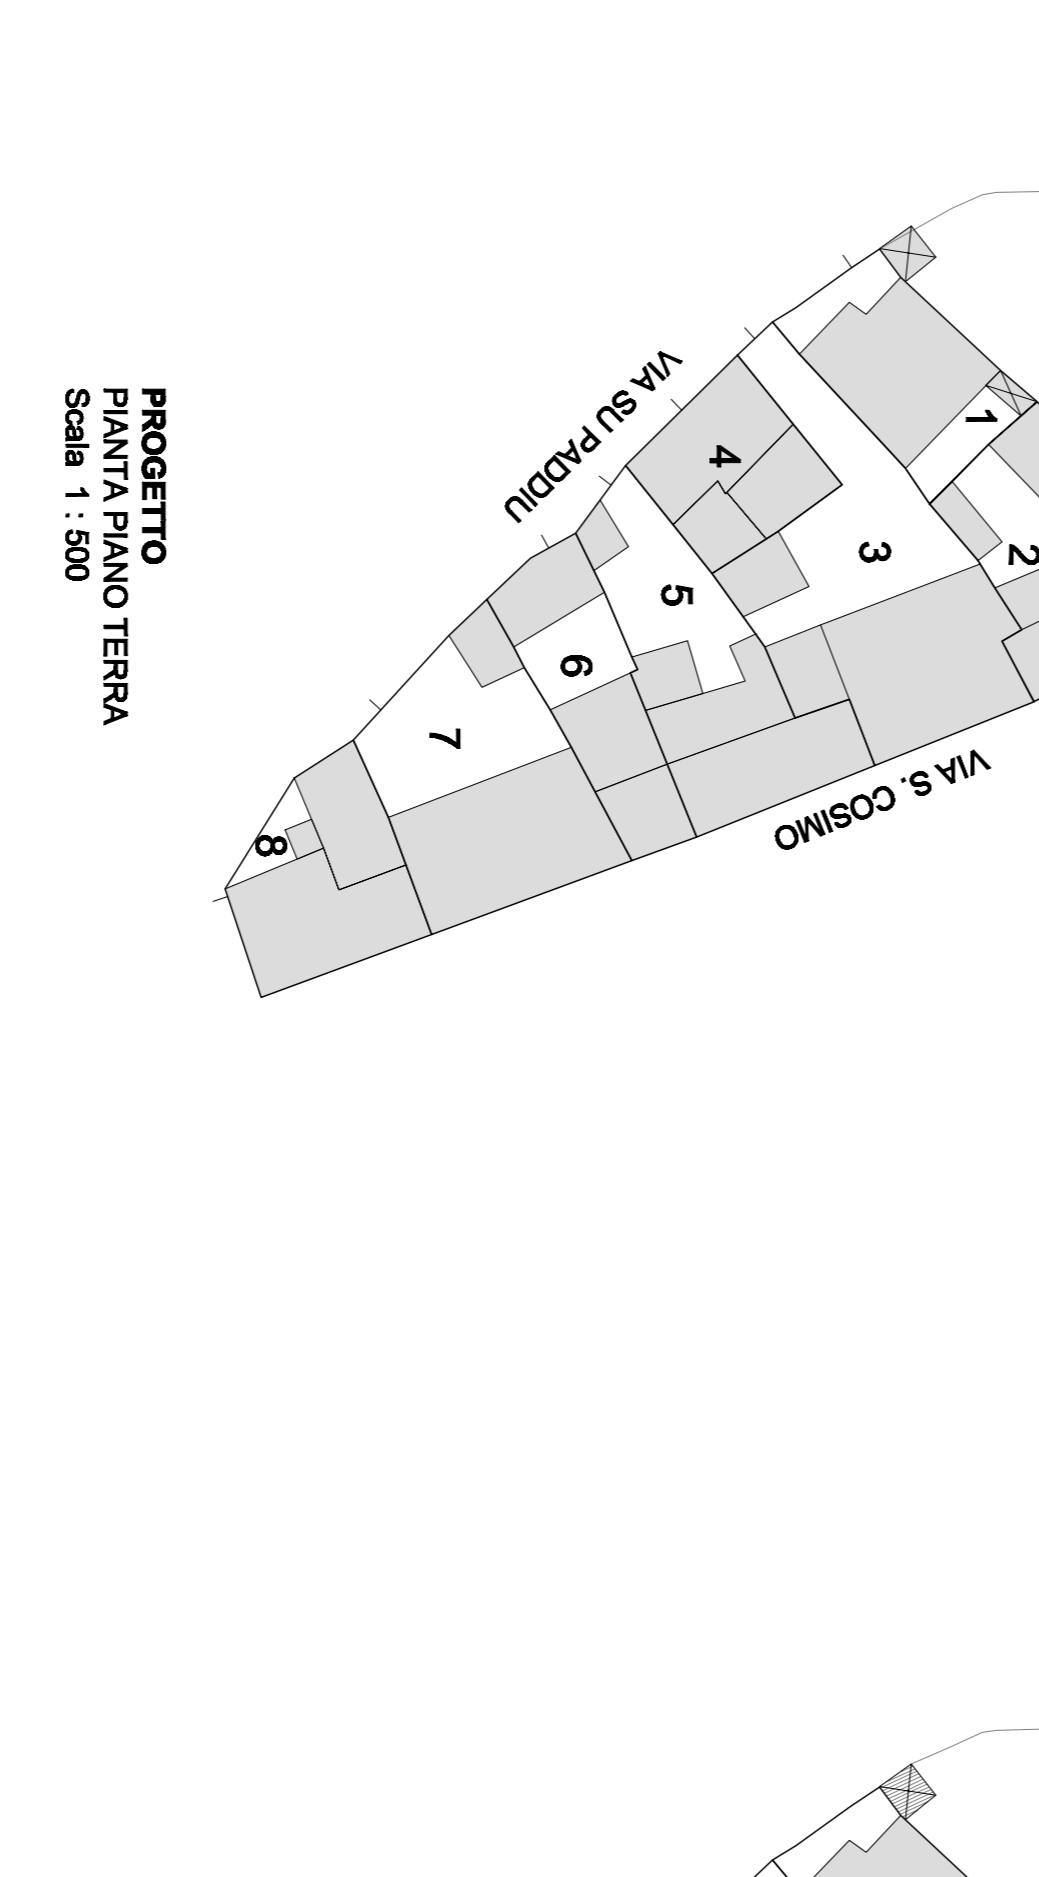 PROGETTO
PIANTA PIANO TERRA
Scala 1 : 500
VIA SU PADDIU
VIA S. COSIMO
1
2
3
4
5
6
7
8